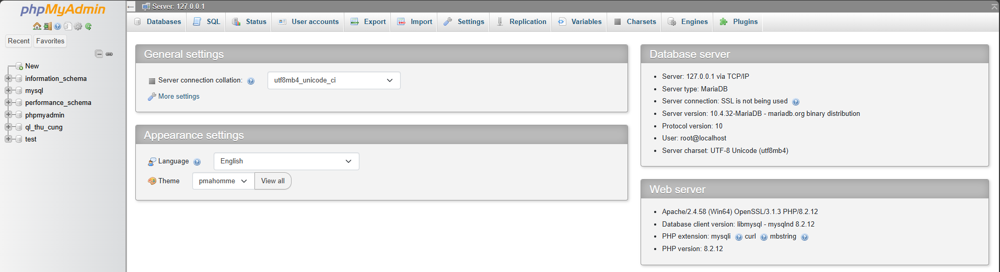 phpMyAdmin
Recent Favorites
New
information_schema
mysql
performance_schema
phpmyadmin
ql_thu_cung
test
Server: 127.0.0.1
Databases SQL Status User accounts Export Import Settings Replication Variables Charsets Engines Plugins
General settings
Server connection collation: utf8mb4_unicode_ci
More settings
Appearance settings
Language English
Theme pmahomme View all
Database server
Server: 127.0.0.1 via TCP/IP
Server type: MariaDB
Server connection: SSL is not being used
Server version: 10.4.32-MariaDB - mariadb.org binary distribution
Protocol version: 10
User: root@localhost
Server charset: UTF-8 Unicode (utf8mb4)
Web server
Apache/2.4.58 (Win64) OpenSSL/3.1.3 PHP/8.2.12
Database client version: libmysql - mysqlnd 8.2.12
PHP extension: mysqli curl mbstring
PHP version: 8.2.12